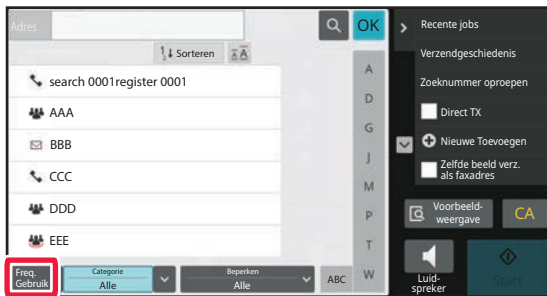 Adres
OK
Sorteren
search 0001register 0001
AAA
BBB
CCC
DDD
EEE
A
D
G
J
M
P
T
W
Freq.
Gebruik
Categorie
Alle
Beperken
Alle
ABC
Recente jobs
Verzendgeschiedenis
Zoeknummer oproepen
Direct TX
Nieuwe Toevoegen
Zelfde beeld verz.
als faxadres
Voorbeeld-
weergave
CA
Luid-
spreker
Start